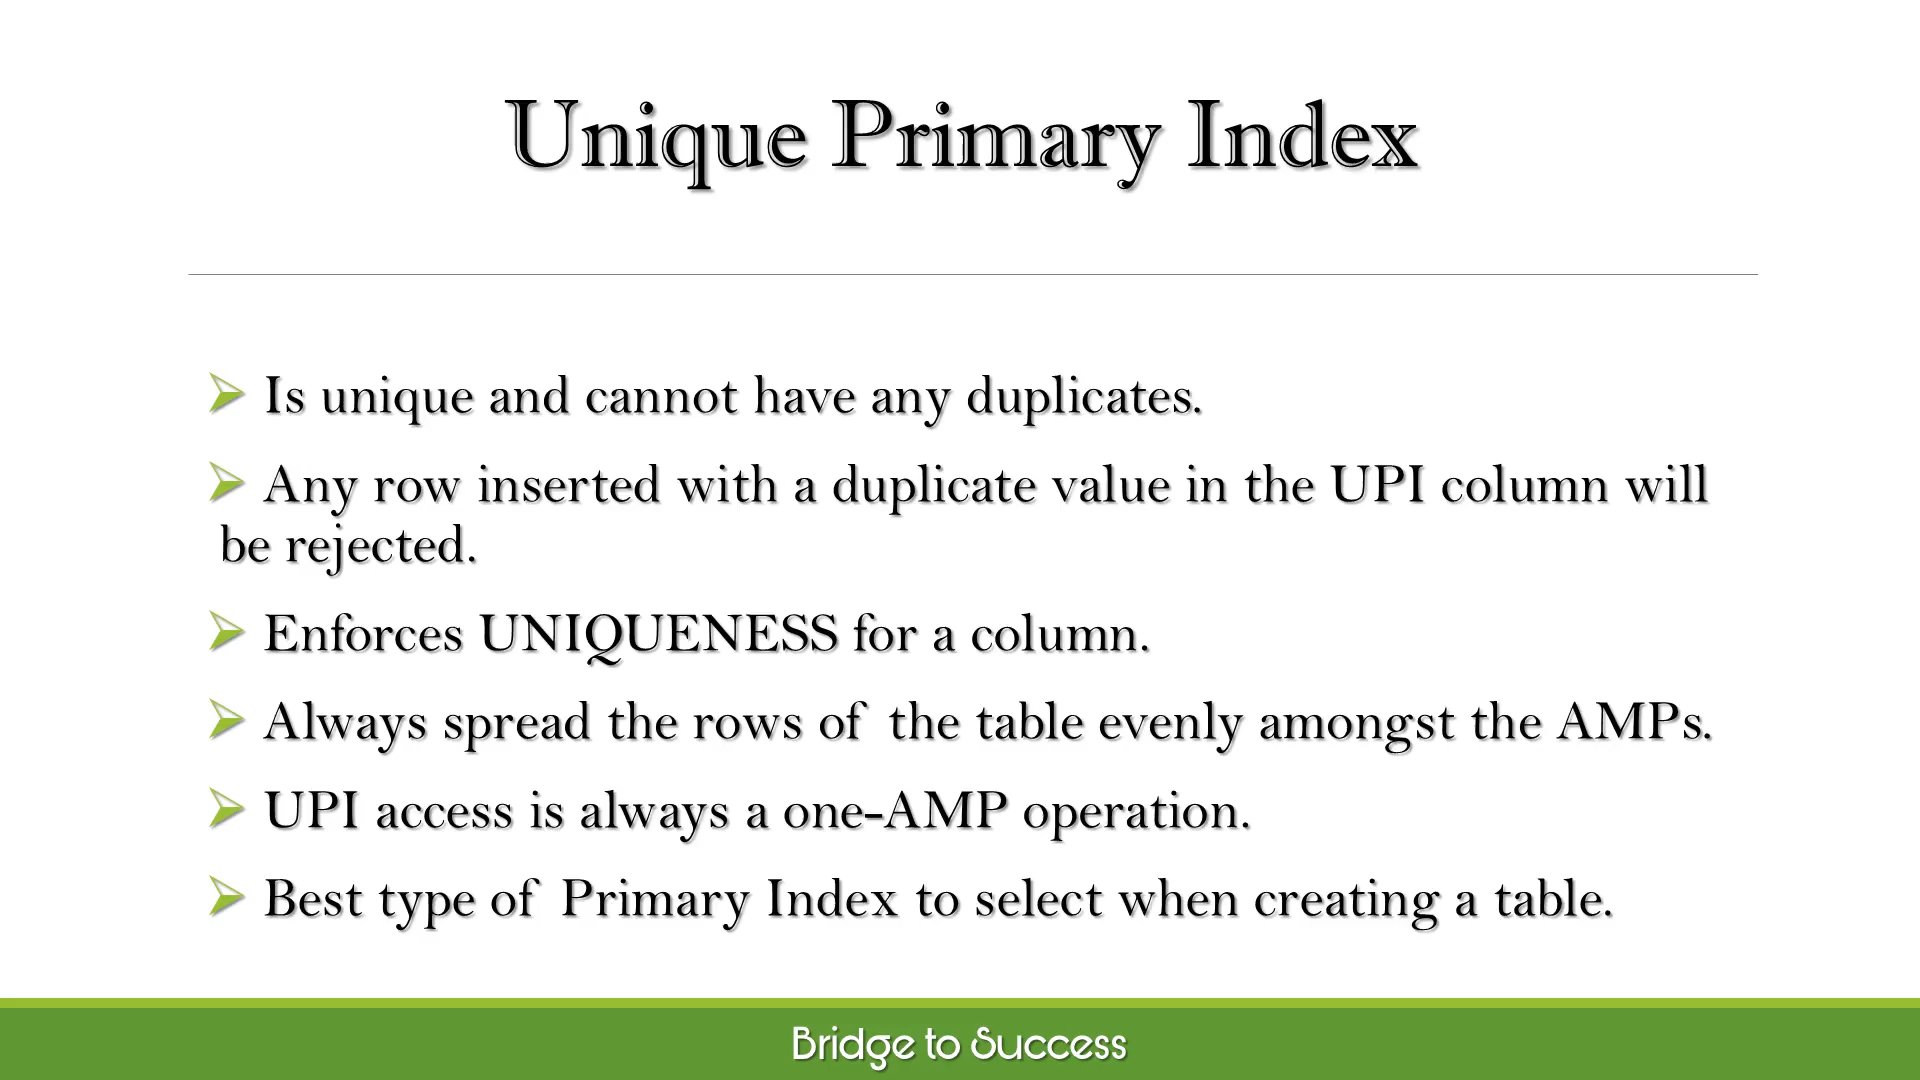 Unique Primary Index
Is unique and cannot have any duplicates.
Any row inserted with a duplicate value in the UPI column will
be rejected.
Enforces UNIQUENESS for a column.
Always spread the rows of the table evenly amongst the AMPs.
UPI access is always a one-AMP operation.
Best type of Primary Index to select when creating a table.
Bridge to Success